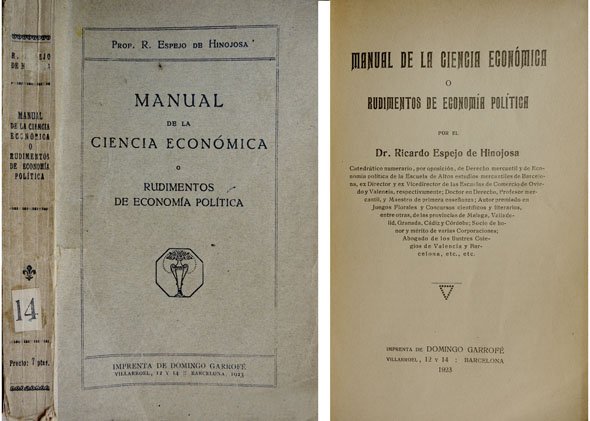 R. ESPEJO
DE HINOJOSA
MANUAL
DE LA CIENCIA
ECONÓMICA
O
RUDIMENTOS
DE ECONOMÍA
POLÍTICA
14
Precio: 7 ptas.
PROF. R. ESPEJO DE HINOJOSA
MANUAL
DE LA
CIENCIA ECONÓMICA
O
RUDIMENTOS
DE ECONOMÍA POLÍTICA
IMPRENTA DE DOMINGO GARROFÉ
VILLARROEL, 12 Y 14 : BARCELONA, 1923
MANUAL DE LA CIENCIA ECONÓMICA
O
RUDIMENTOS DE ECONOMÍA POLÍTICA
POR EL
Dr. Ricardo Espejo de Hinojosa
Catedrático numerario, por oposición, de Derecho mercantil y de Eco-
nomía política de la Escuela de Altos estudios mercantiles de Barcelo-
na, ex Director y ex Vicedirector de las Escuelas de Comercio de Ovie-
do y Valencia, respectivamente; Doctor en Derecho, Profesor mer-
cantil, y Maestro de primera enseñanza; Autor premiado en
Juegos Florales y Concursos científicos y literarios,
entre otras, de las provincias de Málaga, Vallado-
lid, Granada, Cádiz y Córdoba; Socio de ho-
nor y mérito de varias Corporaciones;
Abogado de los Ilustres Cole-
gios de Valencia y Bar-
celona, etc., etc.
IMPRENTA DE DOMINGO GARROFÉ
VILLARROEL, 12 Y 14 : BARCELONA
1923